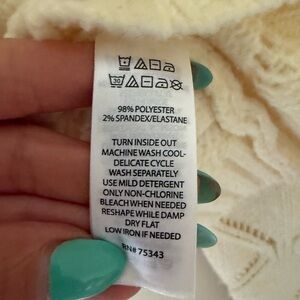 30
98% POLYESTER
2% SPANDEX/ELASTANE
TURN INSIDE OUT
MACHINE WASH COOL-
DELICATE CYCLE
WASH SEPARATELY
USE MILD DETERGENT
ONLY NON-CHLORINE
BLEACH WHEN NEEDED
RESHAPE WHILE DAMP
DRY FLAT
LOW IRON IF NEEDED
RN# 75343